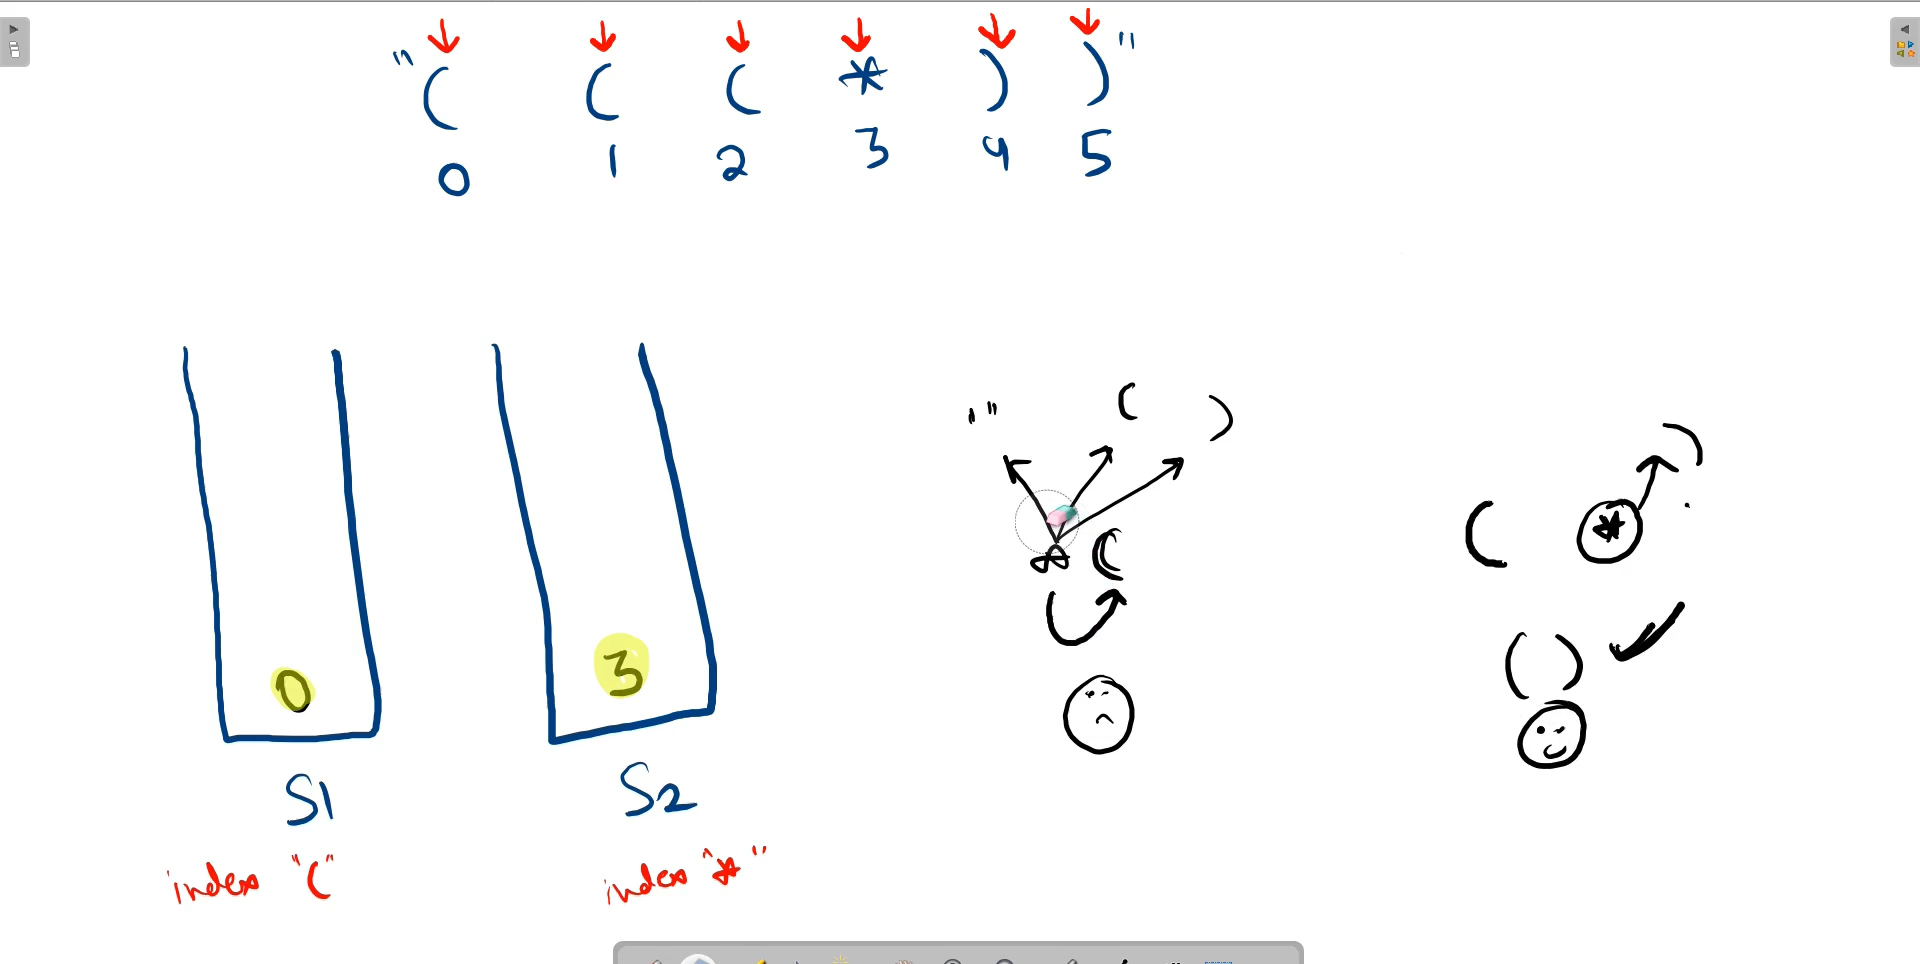 "( ( ( * ) )"
0 1 2 3 4 5
"" ( )
( * )
* (
( )
0 3
S1 S2
index "(" index "*"